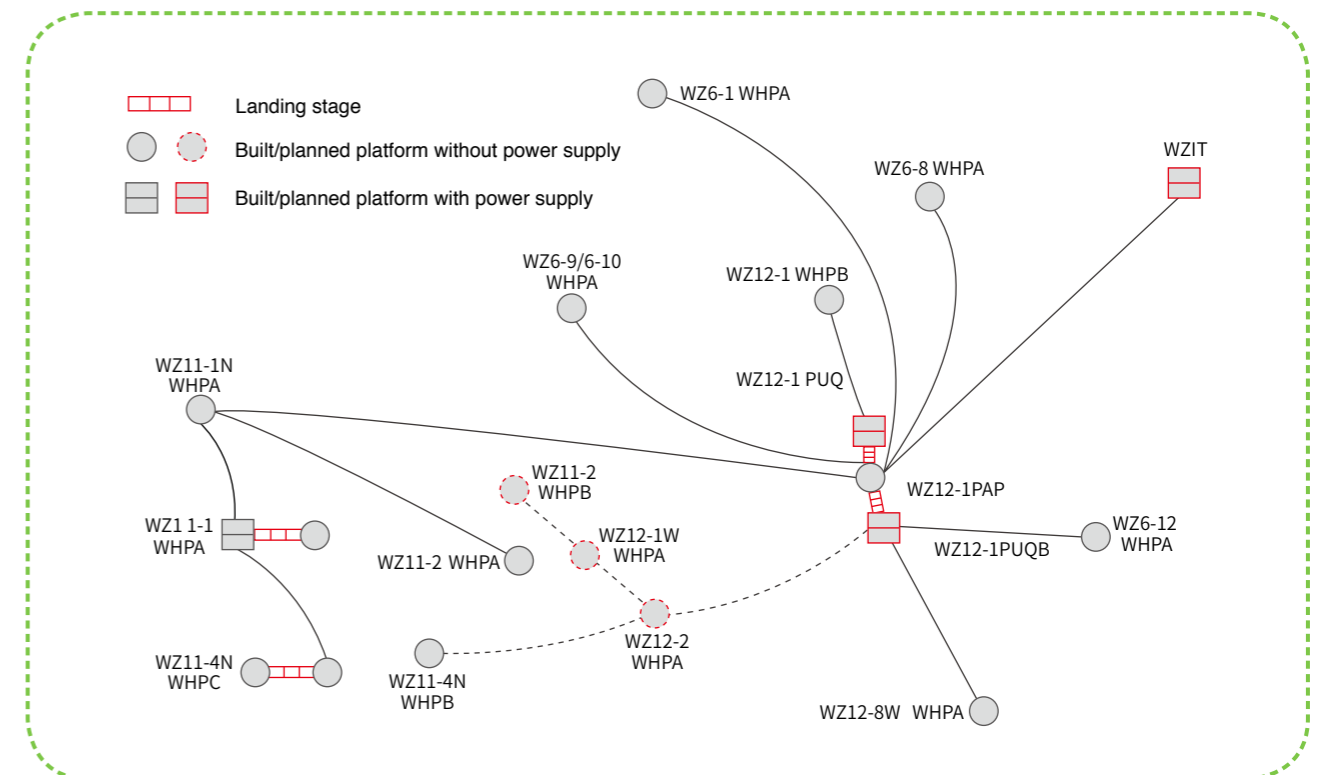 Landing stage
Built/planned platform without power supply
Built/planned platform with power supply
WZ6-1 WHPA
WZ6-8 WHPA
WZIT
WZ6-9/6-10
WHPA
WZ12-1 WHPB
WZ11-1N
WHPA
WZ12-1 PUQ
WZ11-2
WHPB
WZ12-1PAP
WZ1 1-1
WHPA
WZ11-2 WHPA
WZ12-1W
WHPA
WZ12-1PUQB
WZ6-12
WHPA
WZ12-2
WHPA
WZ11-4N
WHPC
WZ11-4N
WHPB
WZ12-8W WHPA